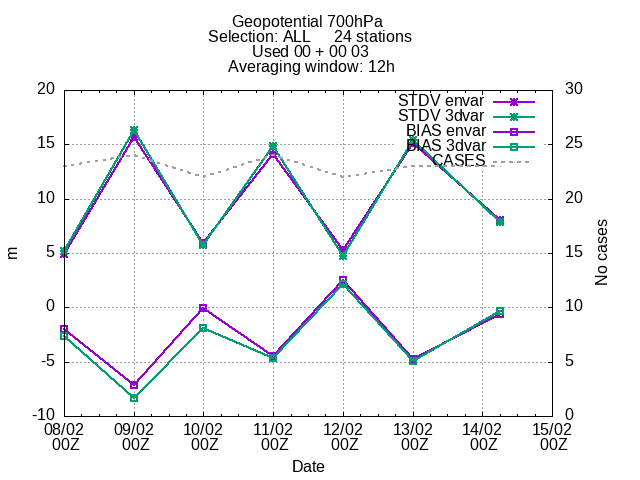 Geopotential 700hPa
Selection: ALL 24 stations
Used 00 + 00 03
Averaging window: 12h
20
15
10
5
0
-5
-10
m
30
25
20
15
10
5
0
No cases
STDV envar
STDV 3dvar
BIAS envar
BIAS 3dvar
CASES
08/02 09/02 10/02 11/02 12/02 13/02 14/02 15/02
00Z 00Z 00Z 00Z 00Z 00Z 00Z 00Z
Date